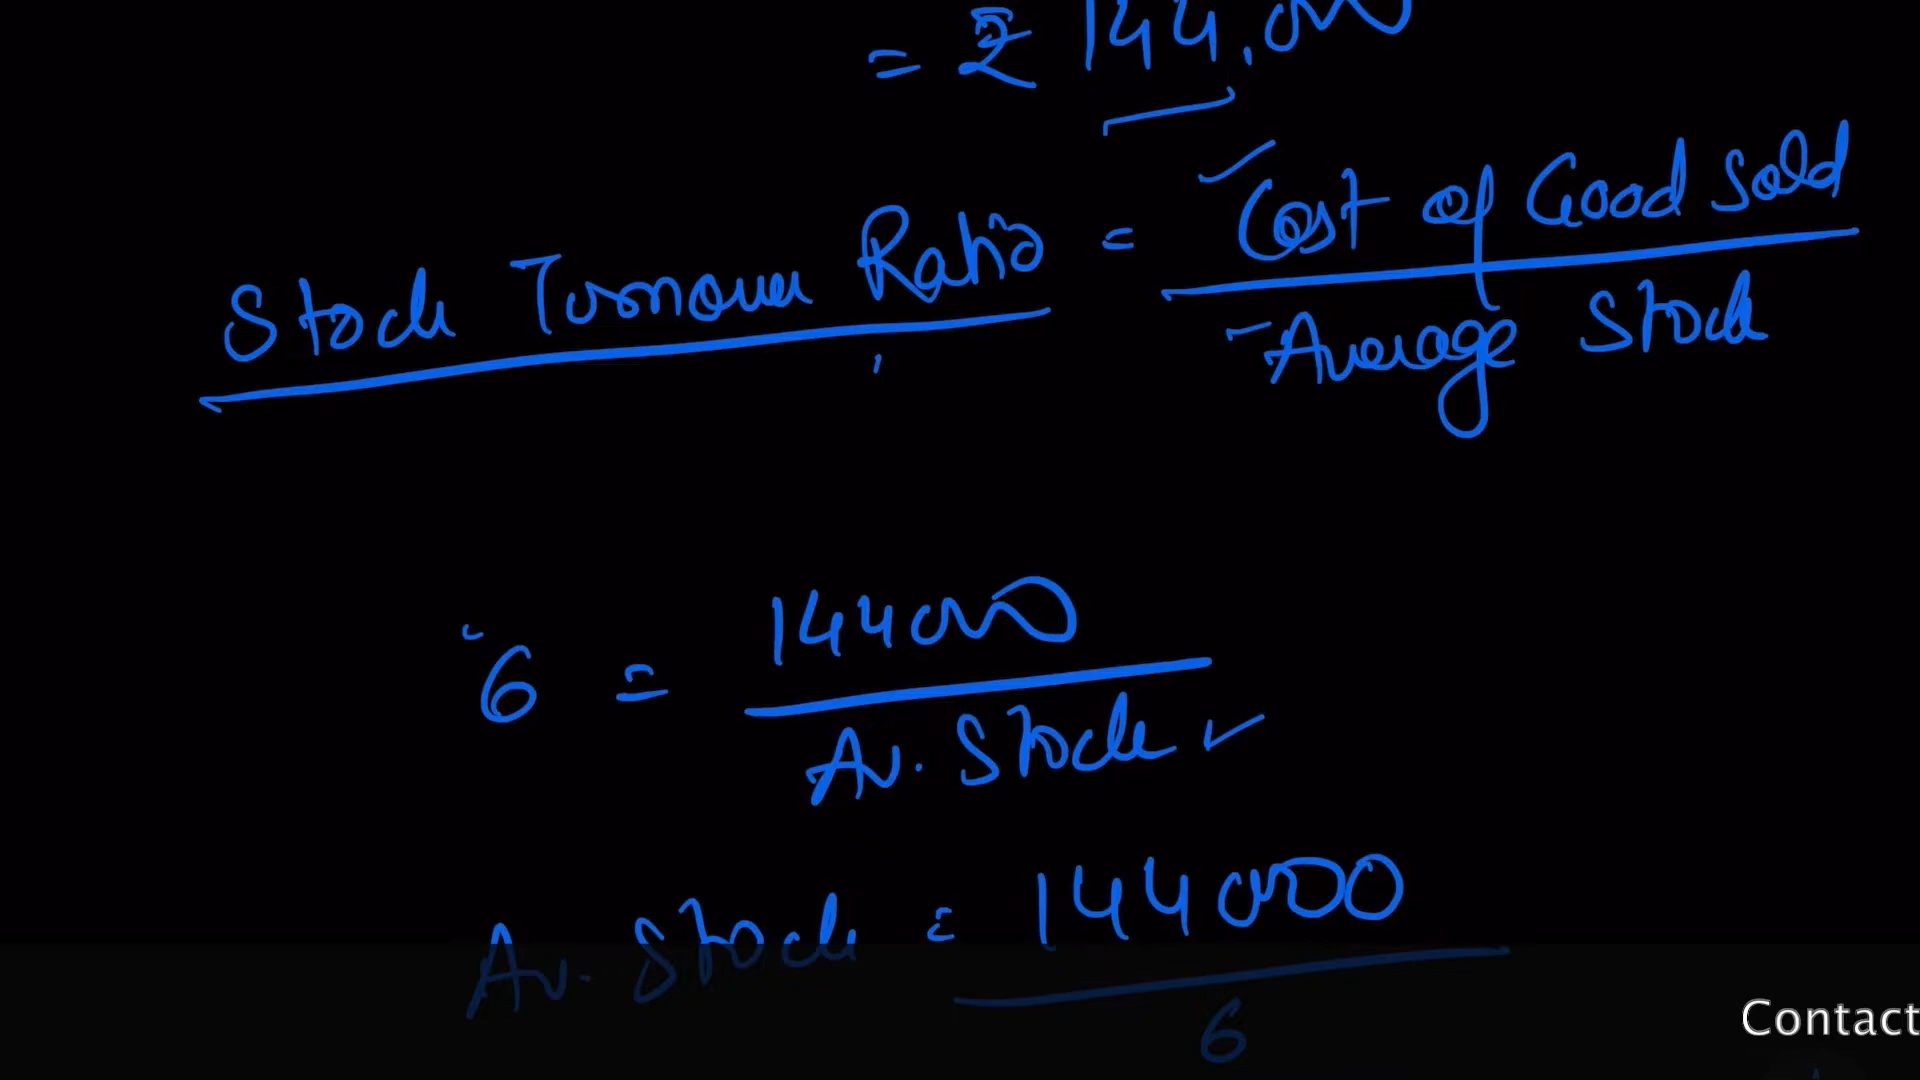 = ₹ 144,000
Stock Turnover Ratio = Cost of Good Sold
Average Stock
6 = 144000
Av. Stock ✓
Av. Stock = 144000
6
Contact